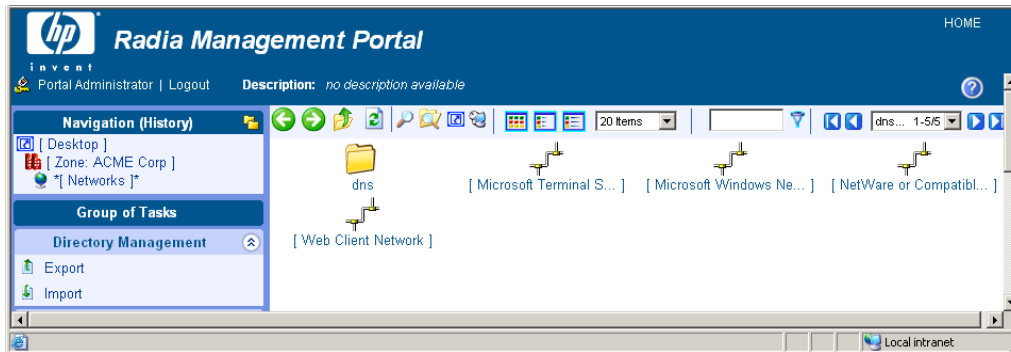 HOME
hp
Radia Management Portal
invent
Portal Administrator | Logout Description: no description available
Navigation (History)
20 Items
dns... 1-5/5
[ Desktop ]
[ Zone: ACME Corp ]
*[ Networks ]*
dns
[ Microsoft Terminal S... ]
[ Microsoft Windows Ne... ]
[ NetWare or Compatibl... ]
Group of Tasks
Directory Management
[ Web Client Network ]
Export
Import
Local intranet